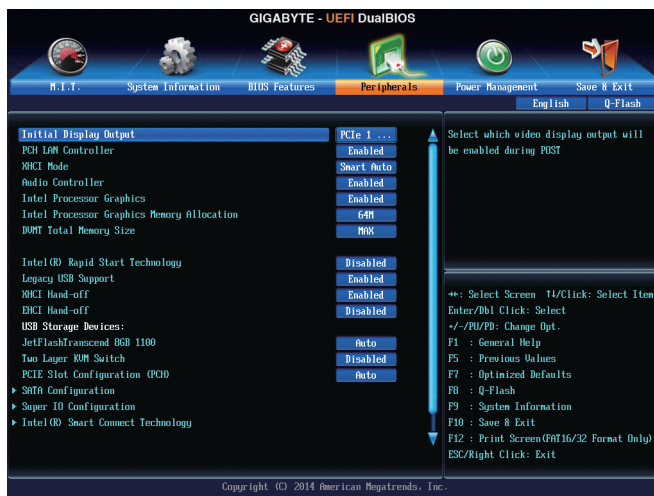 GIGABYTE - UEFI DualBIOS
M.I.T.
System Information
BIOS Features
Peripherals
Power Management
Save & Exit
English
Q-Flash
Initial Display Output PCIe 1 ...
PCH LAN Controller Enabled
XHCI Mode Smart Auto
Audio Controller Enabled
Intel Processor Graphics Enabled
Intel Processor Graphics Memory Allocation 64M
DVMT Total Memory Size MAX
Intel(R) Rapid Start Technology Disabled
Legacy USB Support Enabled
XHCI Hand-off Enabled
EHCI Hand-off Disabled
USB Storage Devices:
JetFlashTranscend 8GB 1100 Auto
Two Layer KVM Switch Disabled
PCIE Slot Configuration (PCH) Auto
SATA Configuration
Super IO Configuration
Intel(R) Smart Connect Technology
Select which video display output will
be enabled during POST
→←: Select Screen ↑↓/Click: Select Item
Enter/Dbl Click: Select
+/-/PU/PD: Change Opt.
F1 : General Help
F5 : Previous Values
F7 : Optimized Defaults
F8 : Q-Flash
F9 : System Information
F10 : Save & Exit
F12 : Print Screen(FAT16/32 Format Only)
ESC/Right Click: Exit
Copyright (C) 2014 American Megatrends, Inc.